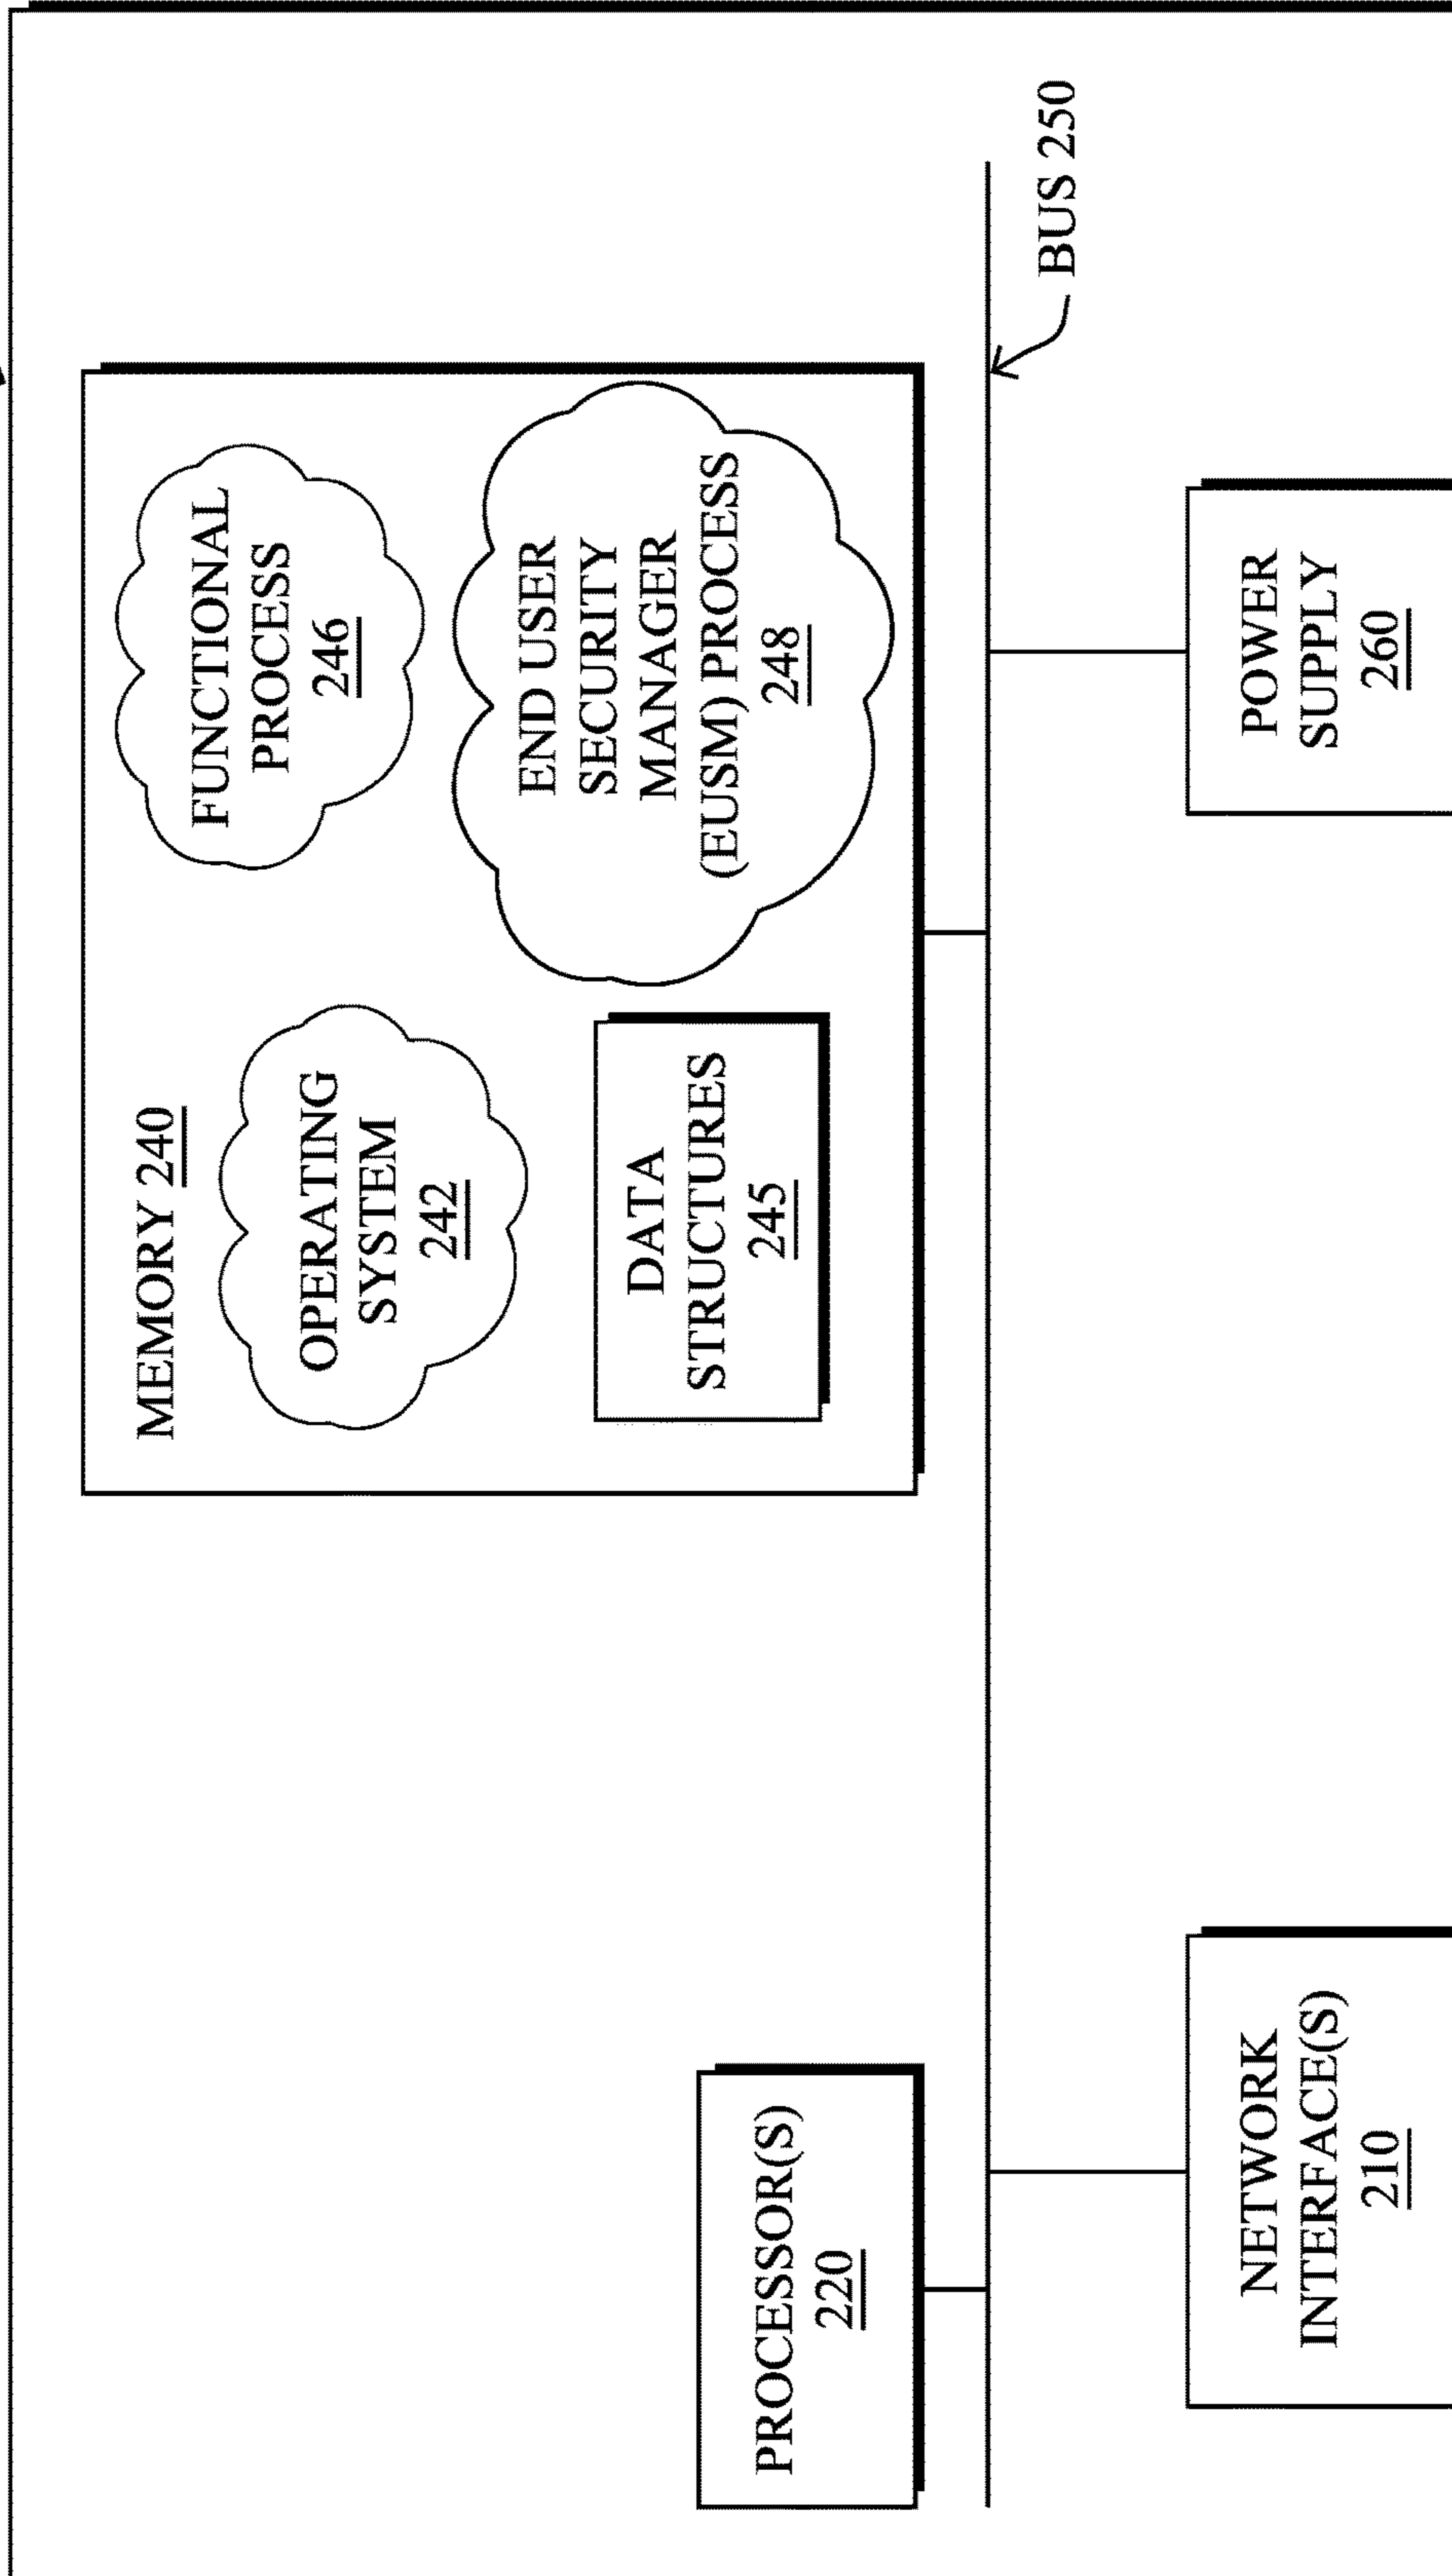 MEMORY 240
OPERATING
SYSTEM
242
FUNCTIONAL
PROCESS
246
DATA
STRUCTURES
245
END USER
SECURITY
MANAGER
(EUSM) PROCESS
248
PROCESSOR(S)
220
BUS 250
NETWORK
INTERFACE(S)
210
POWER
SUPPLY
260